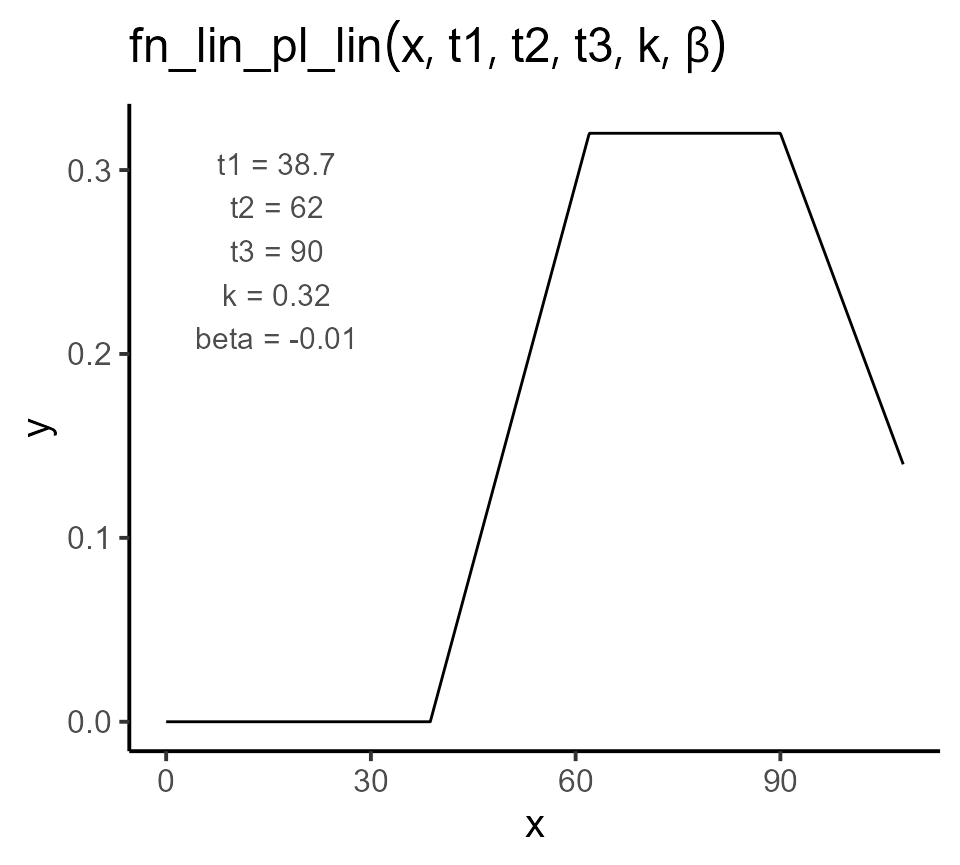 fn_lin_pl_lin(x, t1, t2, t3, k, β)
t1 = 38.7
t2 = 62
t3 = 90
k = 0.32
beta = -0.01
0.3
0.2
0.1
0.0
y
0 30 60 90
x